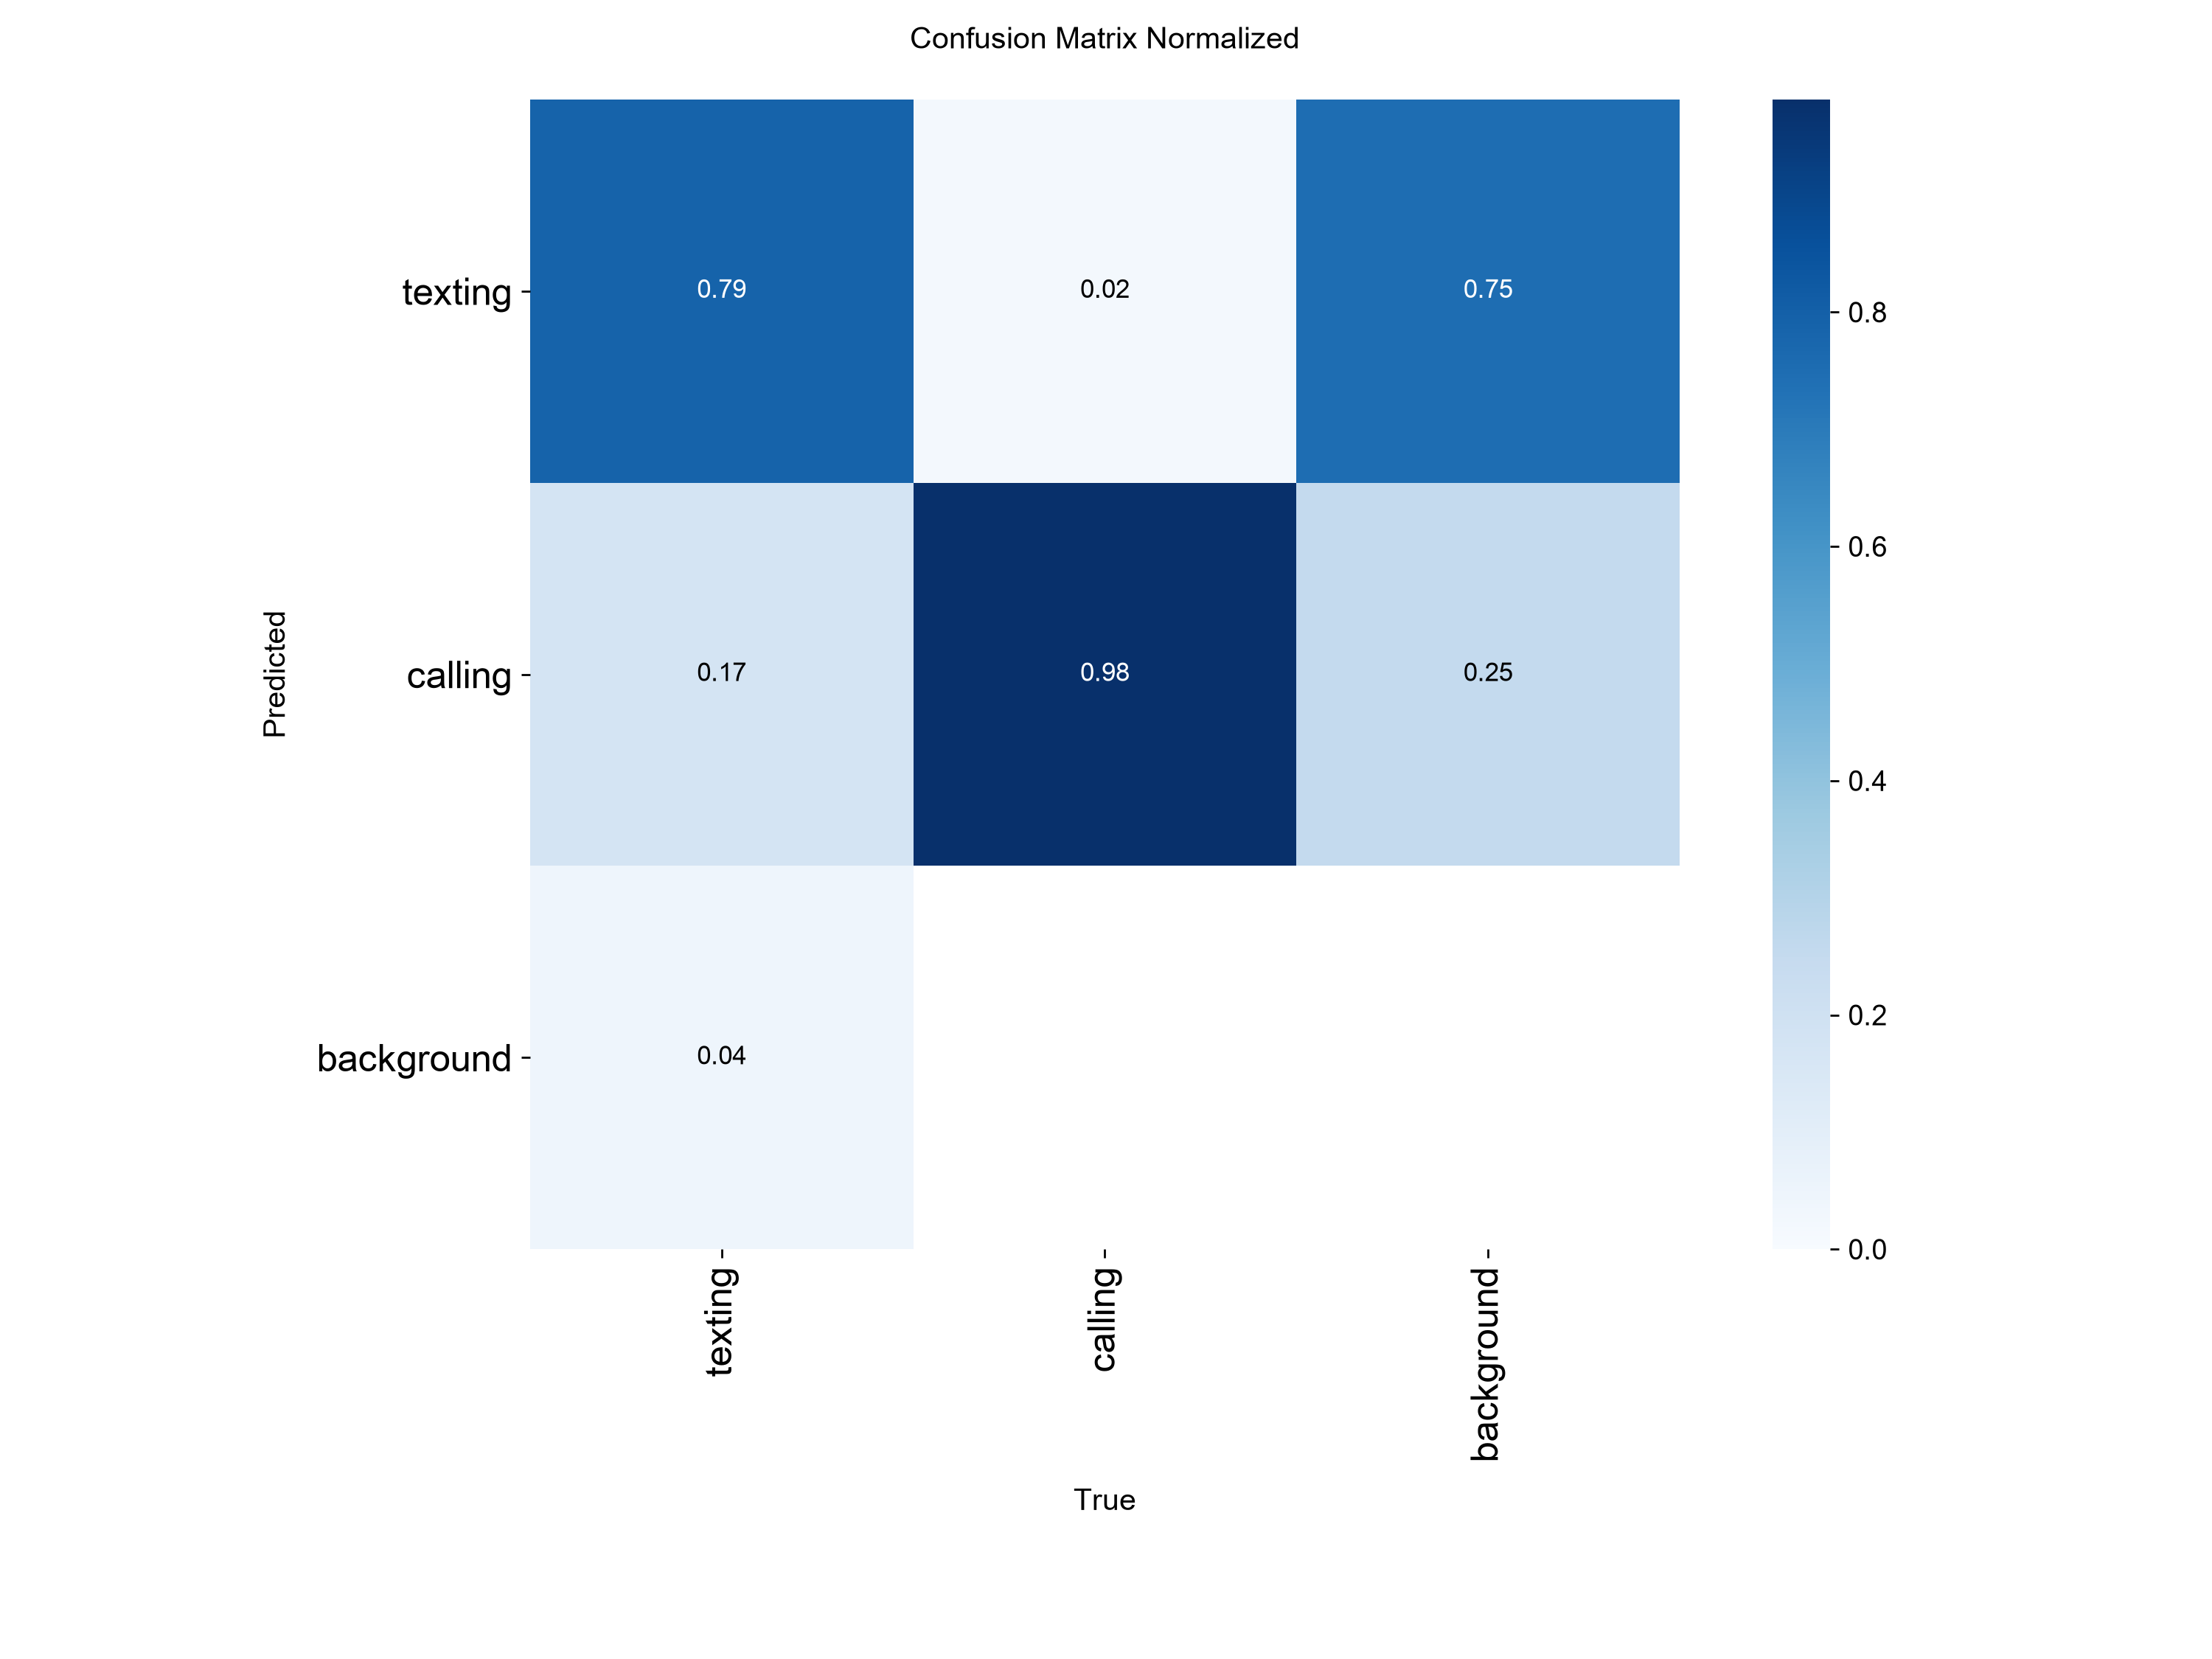 Confusion Matrix Normalized
texting
0.79
0.02
0.75
0.8
0.6
Predicted
calling
0.17
0.98
0.25
0.4
background
0.04
0.2
0.0
texting
calling
background
True